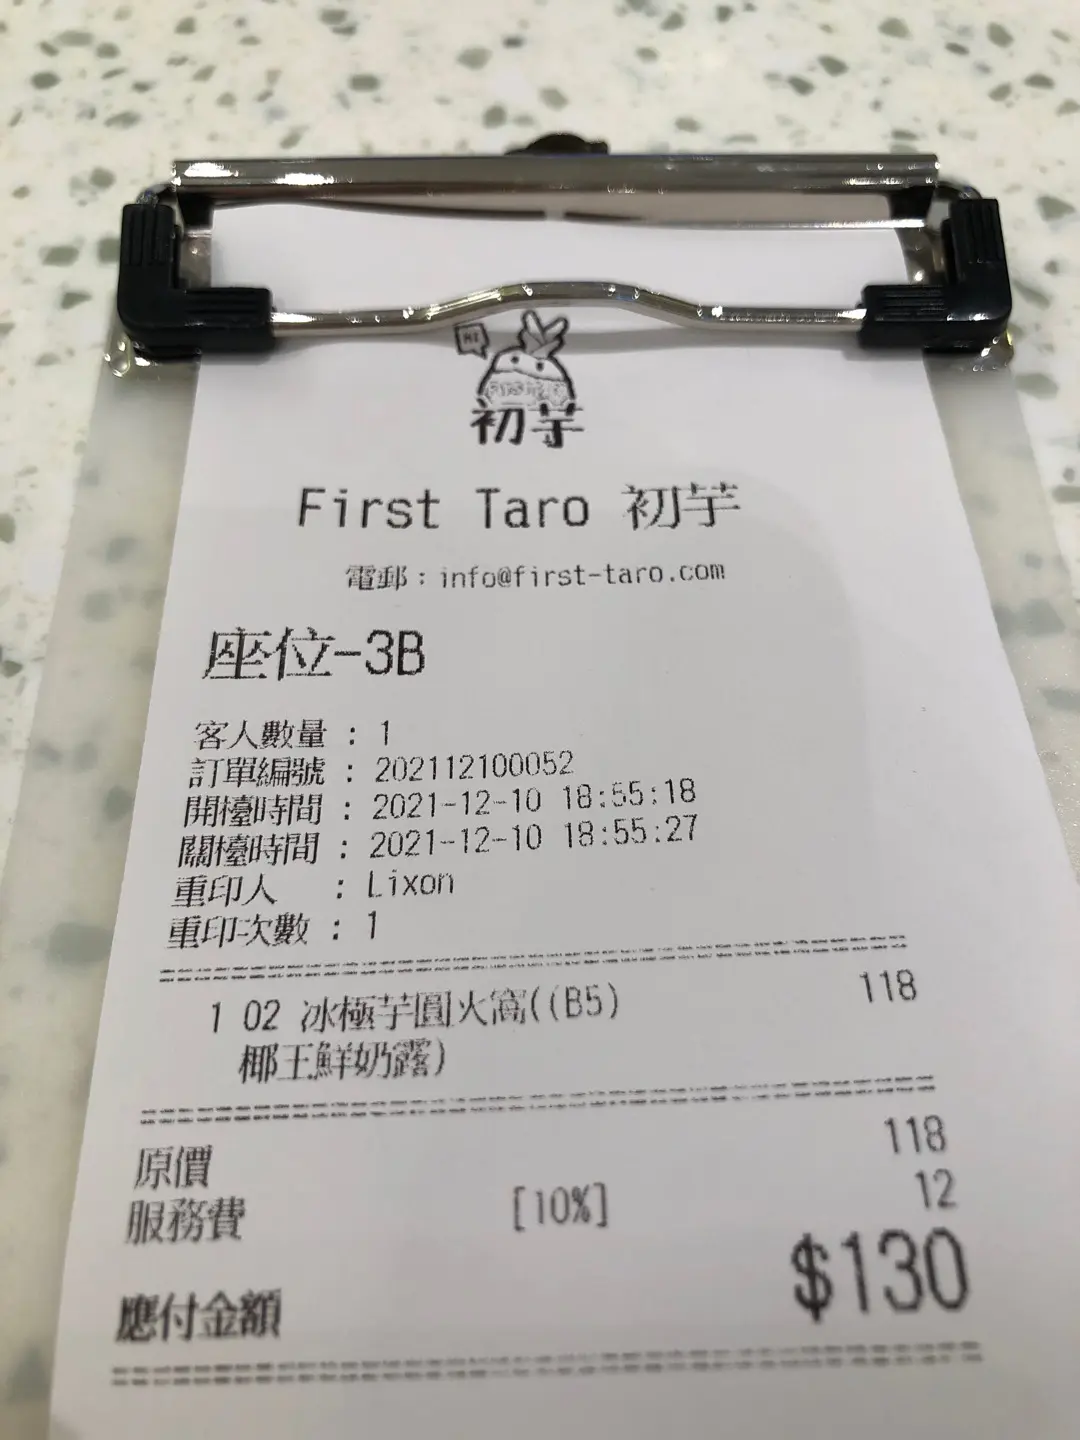 HI
初芋
First Taro 初芋
電郵：info@first-taro.com
座位-3B
客人數量 : 1
訂單編號 : 202112100052
開檯時間 : 2021-12-10 18:55:18
關檯時間 : 2021-12-10 18:55:27
重印人 : Lixon
重印次數 : 1
1 02 冰極芋圓火窩((B5) 118
椰王鮮奶露)
原價 118
服務費 [10%] 12
應付金額 $130